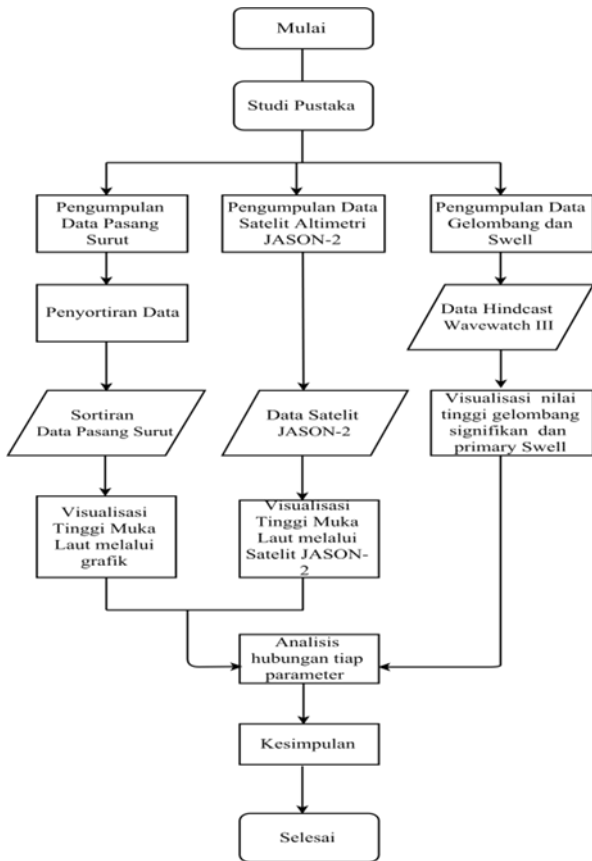 Mulai
Studi Pustaka
Pengumpulan
Data Pasang
Surut
Pengumpulan Data
Satelit Altimetri
JASON-2
Pengumpulan Data
Gelombang dan
Swell
Penyortiran Data
Data Hindcast
Wavewatch III
Sortiran
Data Pasang Surut
Data Satelit
JASON-2
Visualisasi nilai
tinggi gelombang
signifikan dan
primary Swell
Visualisasi
Tinggi Muka
Laut melalui
grafik
Visualisasi
Tinggi Muka
Laut melalui
Satelit JASON-
2
Analisis
hubungan tiap
parameter
Kesimpulan
Selesai